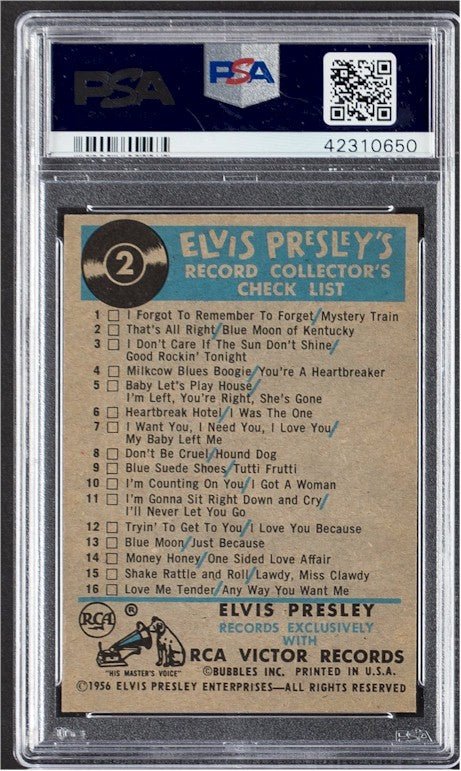 PSA
PSA
42310650
2
ELVIS PRESLEY'S
RECORD COLLECTOR'S
CHECK LIST
1 I Forgot To Remember To Forget/Mystery Train
2 That's All Right/Blue Moon of Kentucky
3 I Don't Care If The Sun Don't Shine/
Good Rockin' Tonight
4 Milkcow Blues Boogie/You're A Heartbreaker
5 Baby Let's Play House/
I'm Left, You're Right, She's Gone
6 Heartbreak Hotel/I Was The One
7 I Want You, I Need You, I Love You/
My Baby Left Me
8 Don't Be Cruel/Hound Dog
9 Blue Suede Shoes/Tutti Frutti
10 I'm Counting On You/I Got A Woman
11 I'm Gonna Sit Right Down and Cry/
I'll Never Let You Go
12 Tryin' To Get To You/I Love You Because
13 Blue Moon/Just Because
14 Money Honey/One Sided Love Affair
15 Shake Rattle and Roll/Lawdy, Miss Clawdy
16 Love Me Tender/Any Way You Want Me
RCA ®
ELVIS PRESLEY
RECORDS EXCLUSIVELY
WITH
RCA VICTOR RECORDS
"HIS MASTER'S VOICE"
©BUBBLES INC. PRINTED IN U.S.A.
©1956 ELVIS PRESLEY ENTERPRISES—ALL RIGHTS RESERVED
PSA